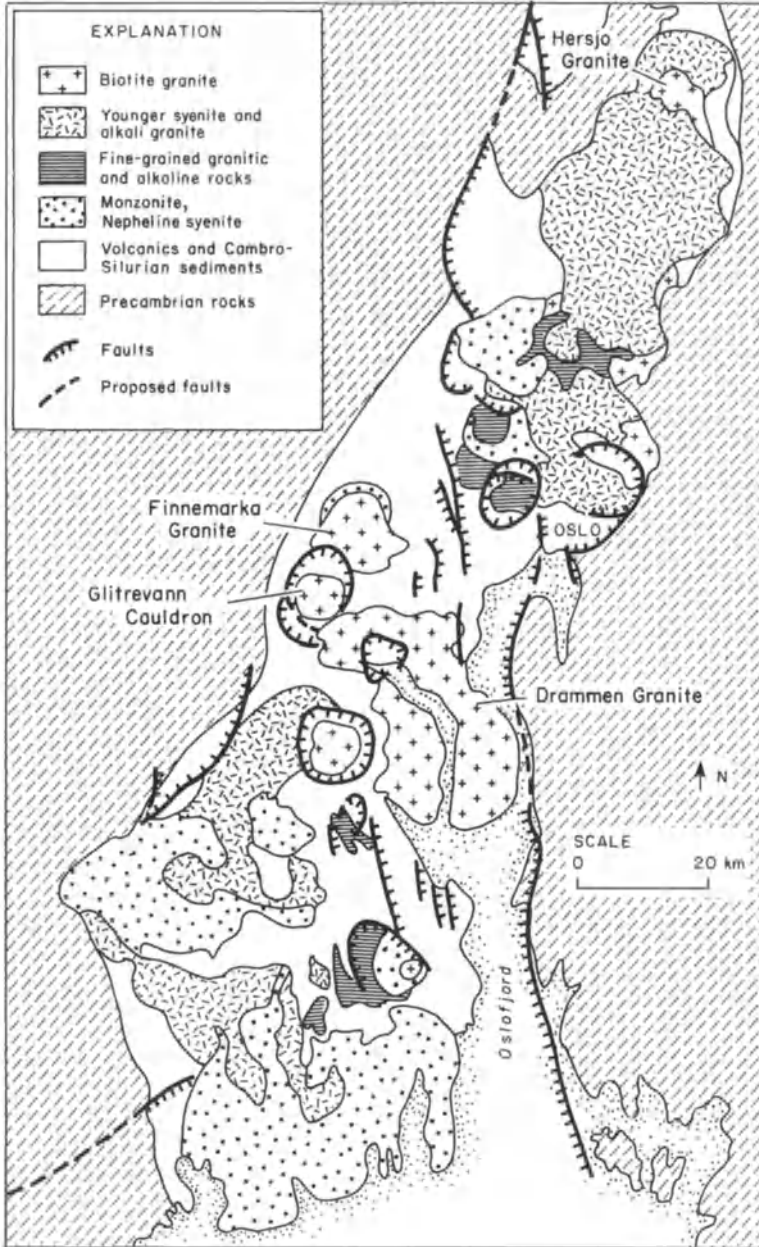 EXPLANATION
Biotite granite
Younger syenite and
alkali granite
Fine-grained granitic
and alkaline rocks
Monzonite,
Nepheline syenite
Volcanics and Cambro-
Silurian sediments
Precambrian rocks
Faults
Proposed faults
Hersjo
Granite
Finnemarka
Granite
OSLO
Glitrevann
Cauldron
Drammen Granite
N
SCALE
0 20 km
Oslofjord